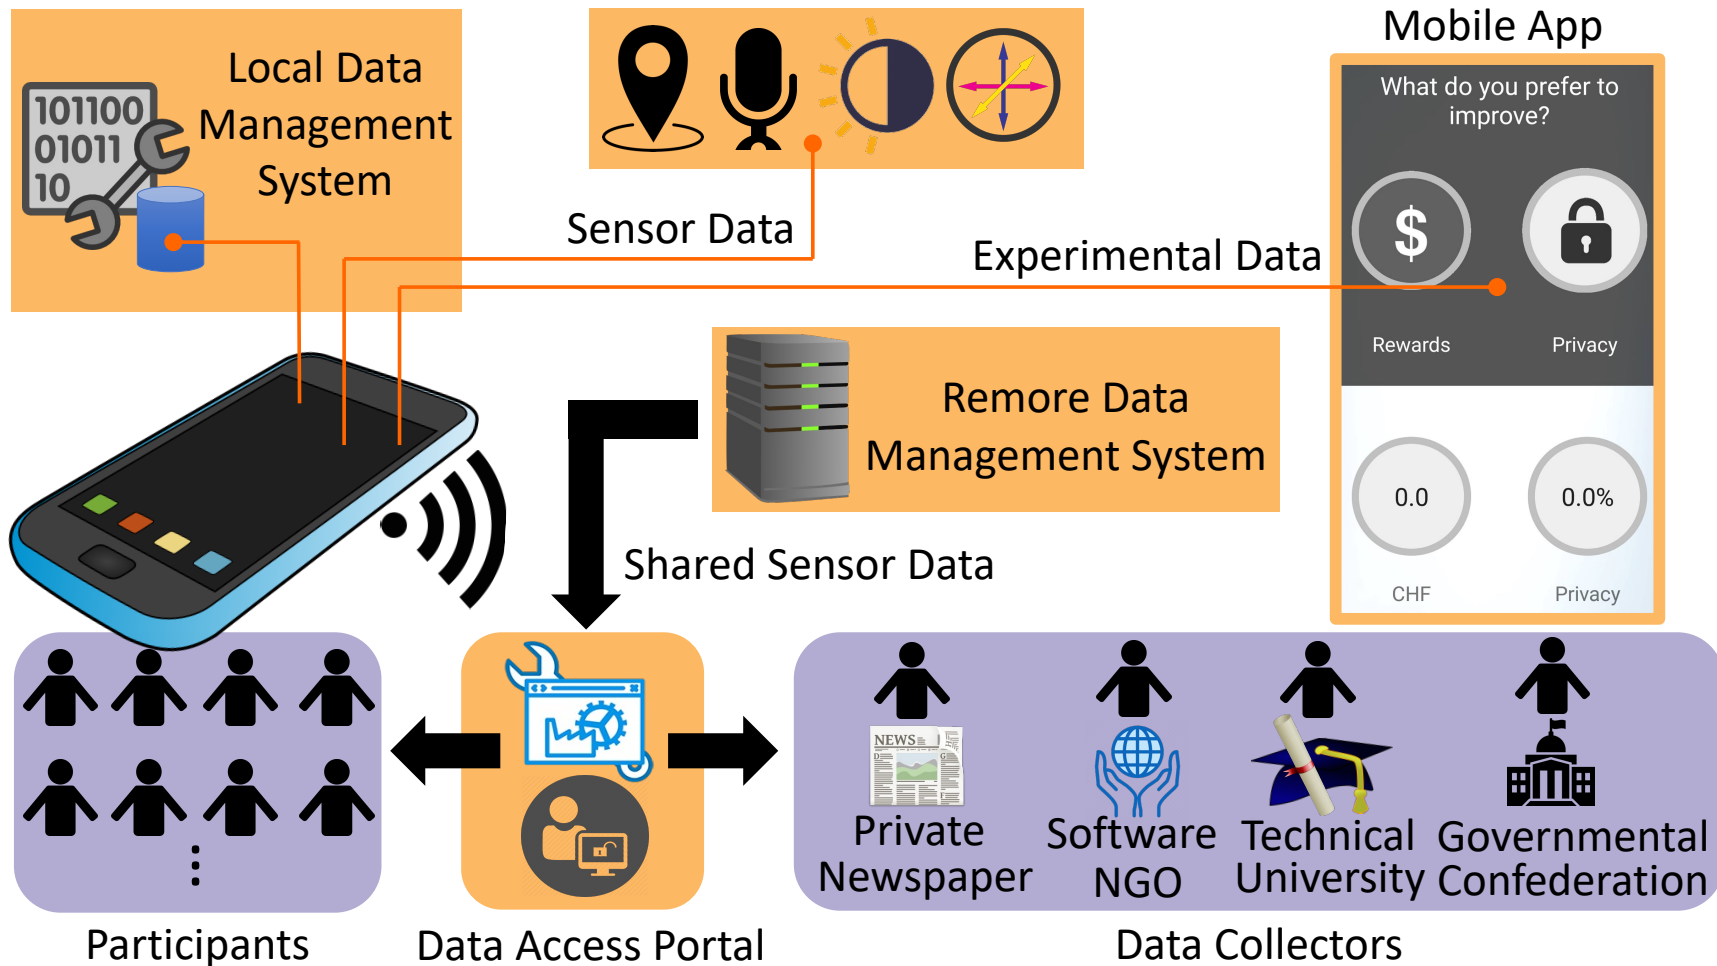 101100
01011
10
Local Data
Management
System
Sensor Data
Experimental Data
Mobile App
What do you prefer to
improve?
$
Rewards
Privacy
0.0
0.0%
CHF
Privacy
Remore Data
Management System
Shared Sensor Data
NEWS
Private
Newspaper
Software
NGO
Technical
University
Governmental
Confederation
Participants
Data Access Portal
Data Collectors